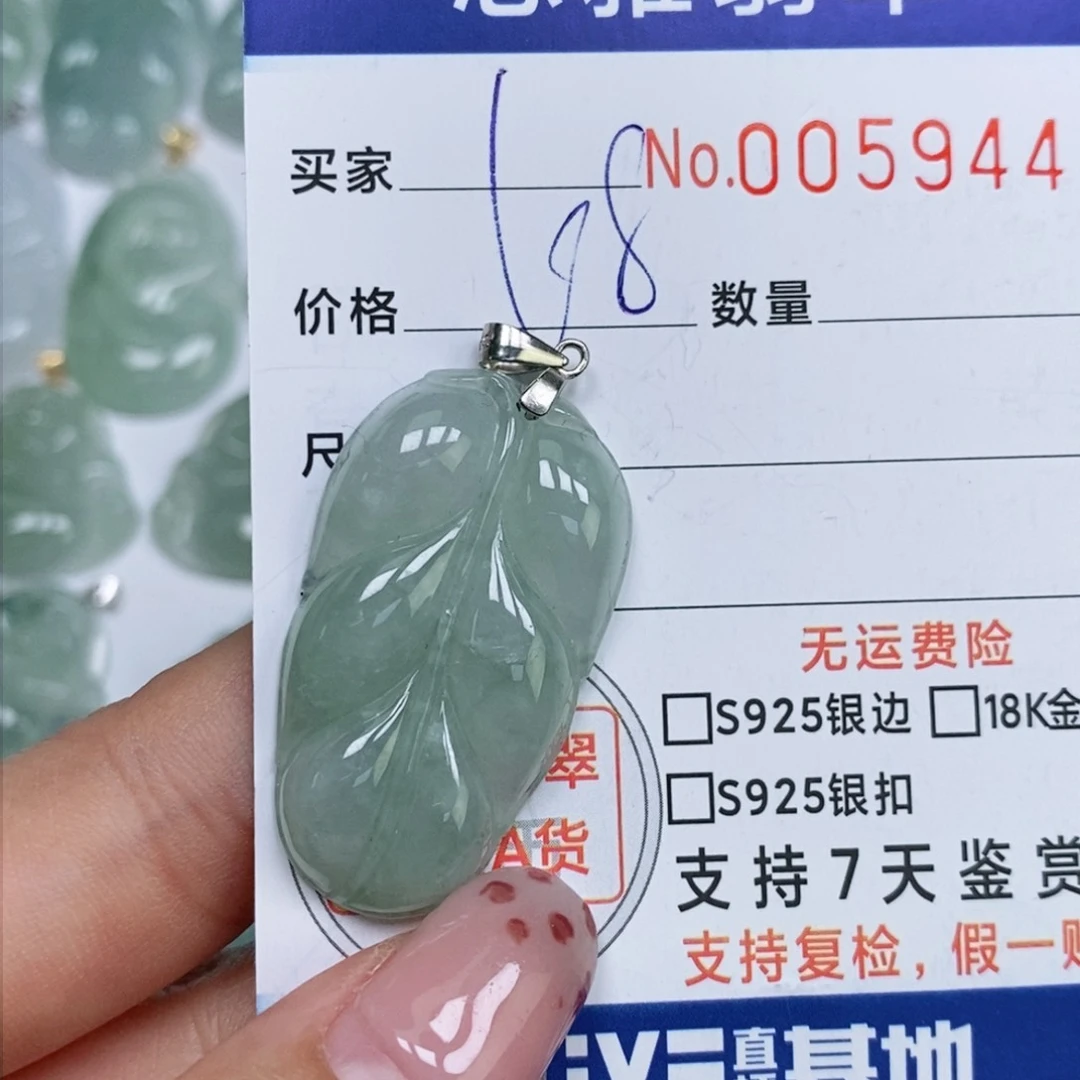 买家 No.005944
价格 数量
尺
无运费险
□S925银边 □18K金
□S925银扣
翠
A货
支持7天鉴赏
支持复检，假一
基地